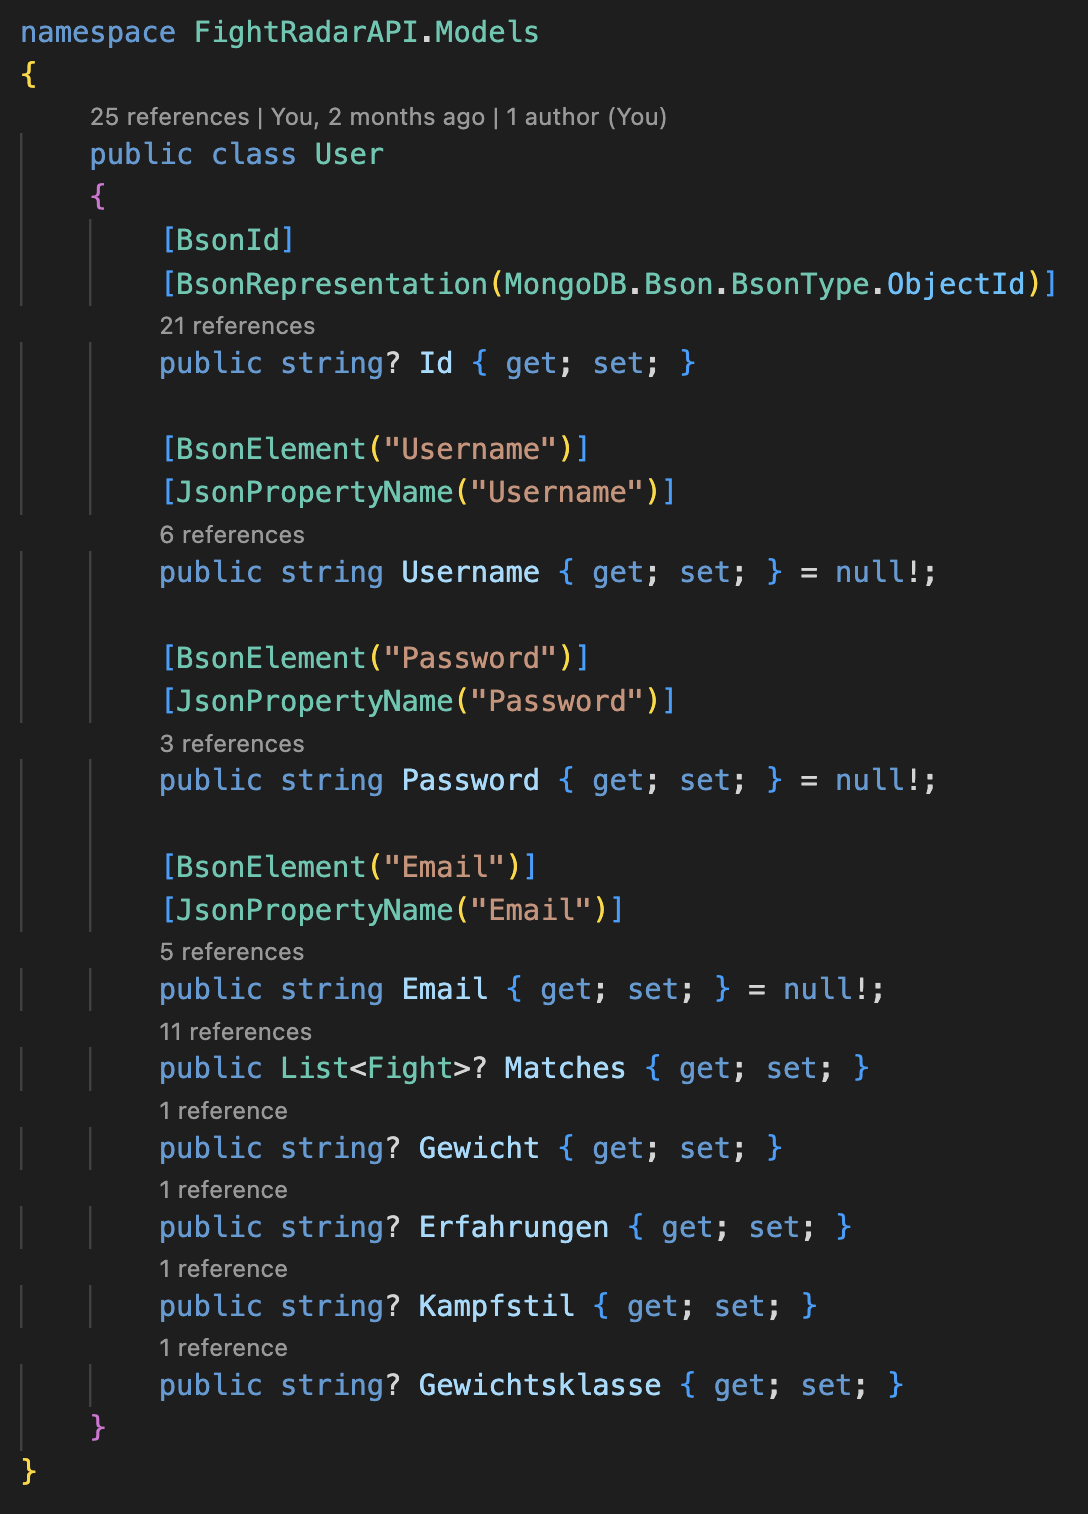 namespace FightRadarAPI.Models
{
25 references | You, 2 months ago | 1 author (You)
public class User
{
[BsonId]
[BsonRepresentation(MongoDB.Bson.BsonType.ObjectId)]
21 references
public string? Id { get; set; }
[BsonElement("Username")]
[JsonPropertyName("Username")]
6 references
public string Username { get; set; } = null!;
[BsonElement("Password")]
[JsonPropertyName("Password")]
3 references
public string Password { get; set; } = null!;
[BsonElement("Email")]
[JsonPropertyName("Email")]
5 references
public string Email { get; set; } = null!;
11 references
public List<Fight>? Matches { get; set; }
1 reference
public string? Gewicht { get; set; }
1 reference
public string? Erfahrungen { get; set; }
1 reference
public string? Kampfstil { get; set; }
1 reference
public string? Gewichtsklasse { get; set; }
}
}